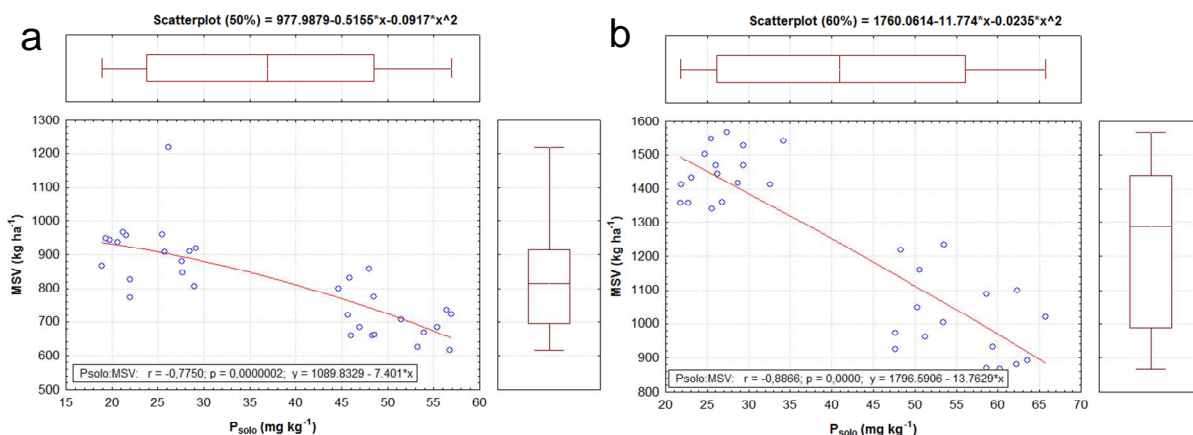 Scatterplot (50%) = 977.9879-0.5155*x-0.0917*x^2
a
1300
1200
1100
1000
900
800
700
600
500
MSV (kg ha-1)
Psolo:MSV: r = -0,7750; p = 0,0000002; y = 1089.8329 - 7.401*x
15 20 25 30 35 40 45 50 55 60
Psolo (mg kg-1)
Scatterplot (60%) = 1760.0614-11.774*x-0.0235*x^2
b
1600
1500
1400
1300
1200
1100
1000
900
800
MSV (kg ha-1)
Psolo:MSV: r = -0,8866; p = 0,0000; y = 1796.5906 - 13.7629*x
20 25 30 35 40 45 50 55 60 65 70
Psolo (mg kg-1)